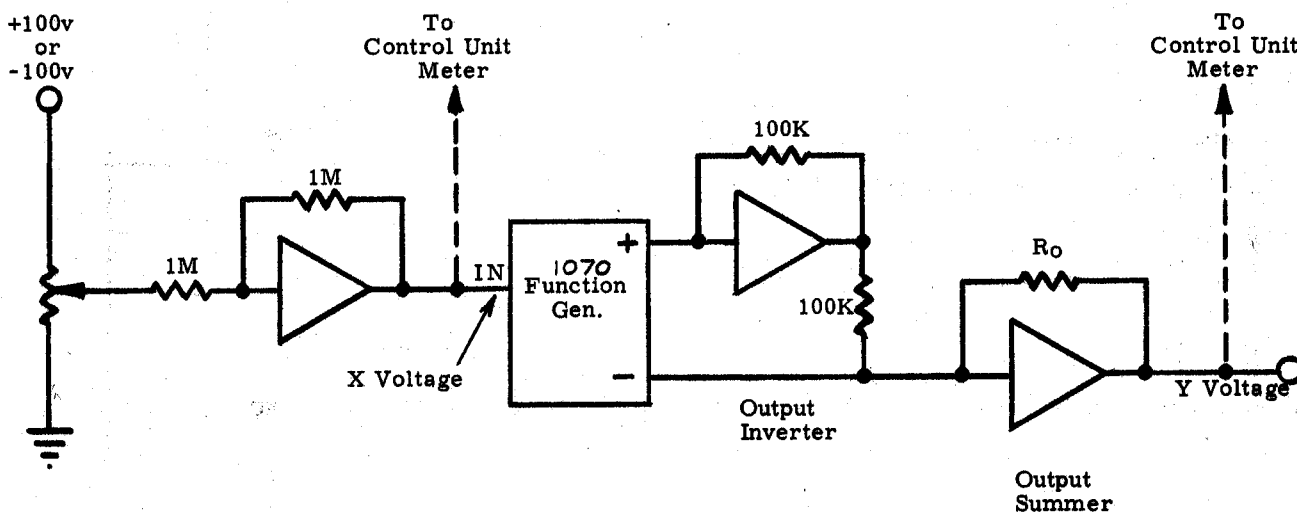 +100v
or
-100v
To
Control Unit
Meter
To
Control Unit
Meter
100K
1M
1M
IN
1070
Function
Gen.
+
-
100K
Ro
X Voltage
Y Voltage
Output
Inverter
Output
Summer